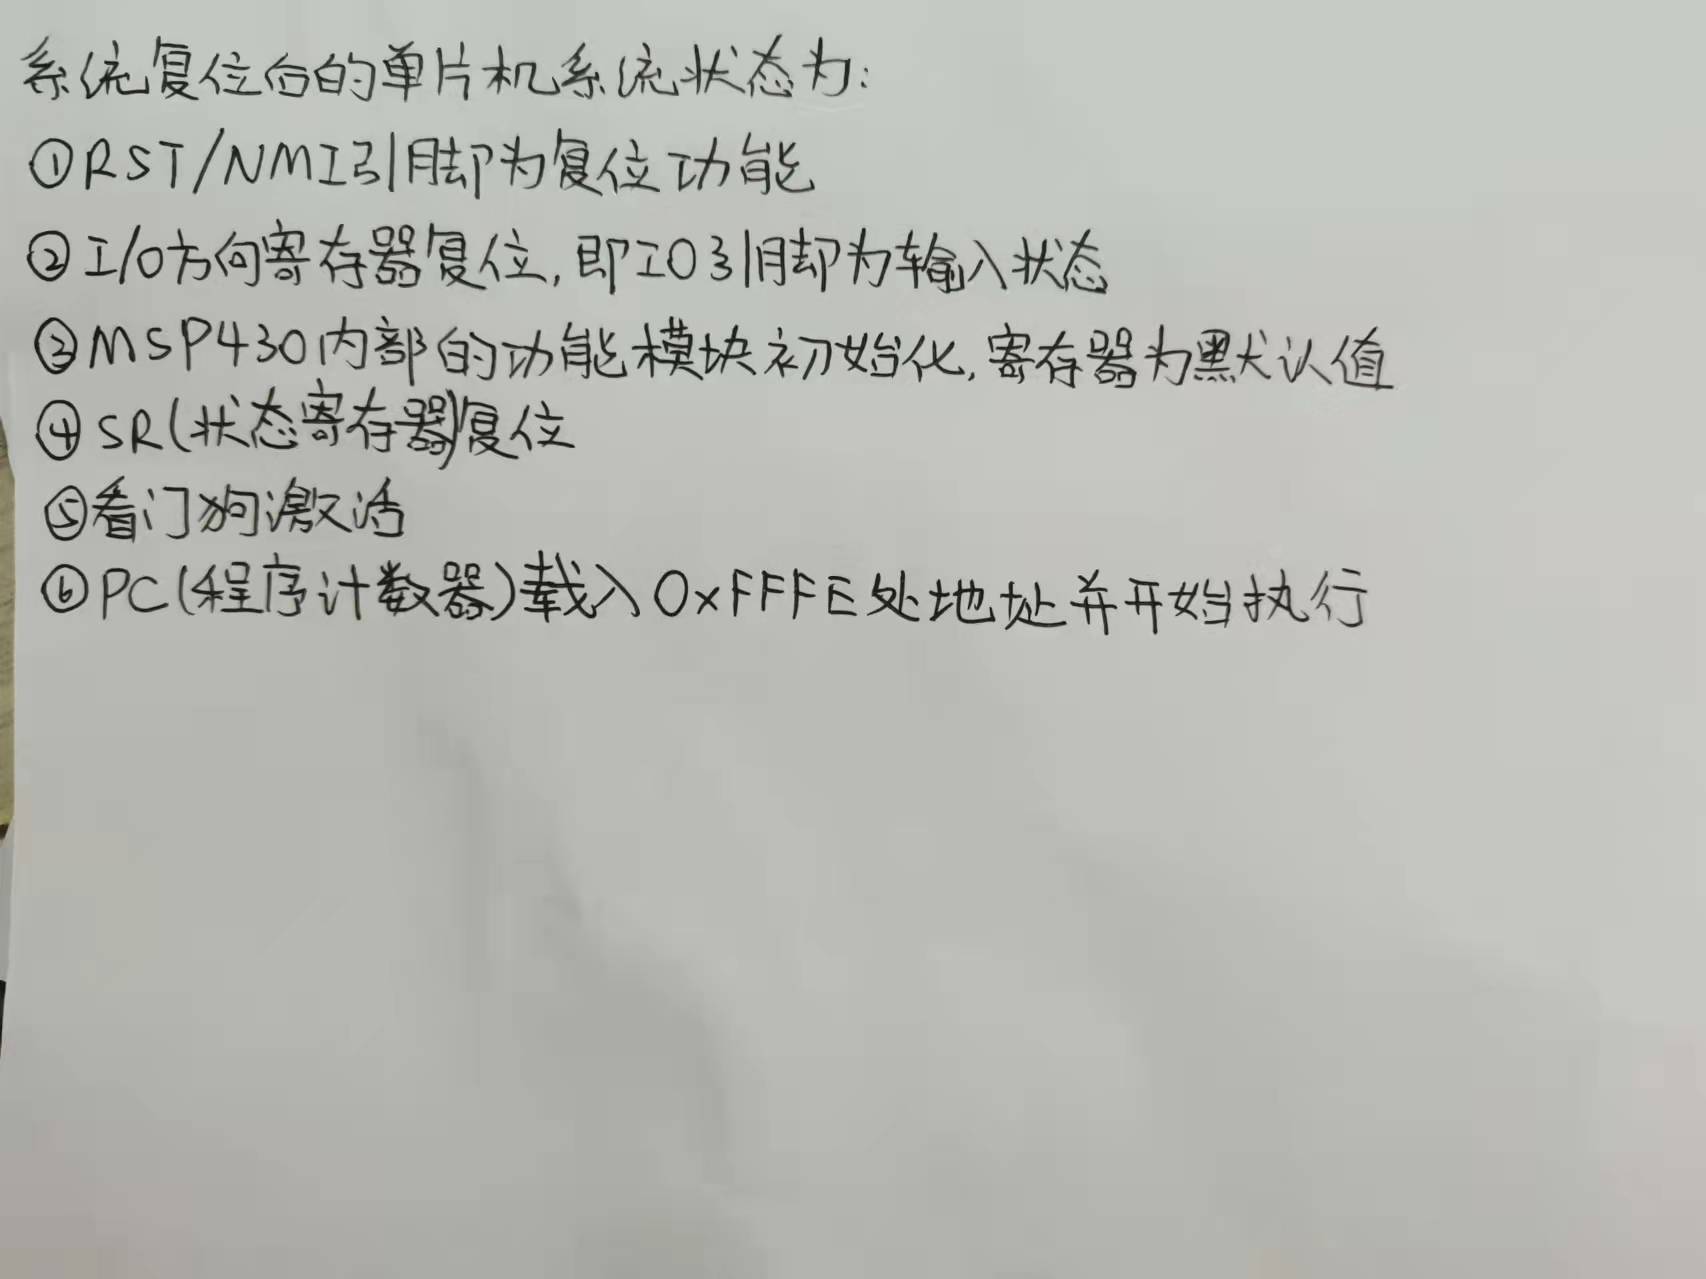 系统复位后的单片机系统状态为:
①RST/NMI引脚为复位功能
②I/O方向寄存器复位,即IO引脚为输入状态
③MSP430内部的功能模块初始化,寄存器为默认值
④SR(状态寄存器)复位
⑤看门狗激活
⑥PC(程序计数器)载入0xFFFE处地址并开始执行